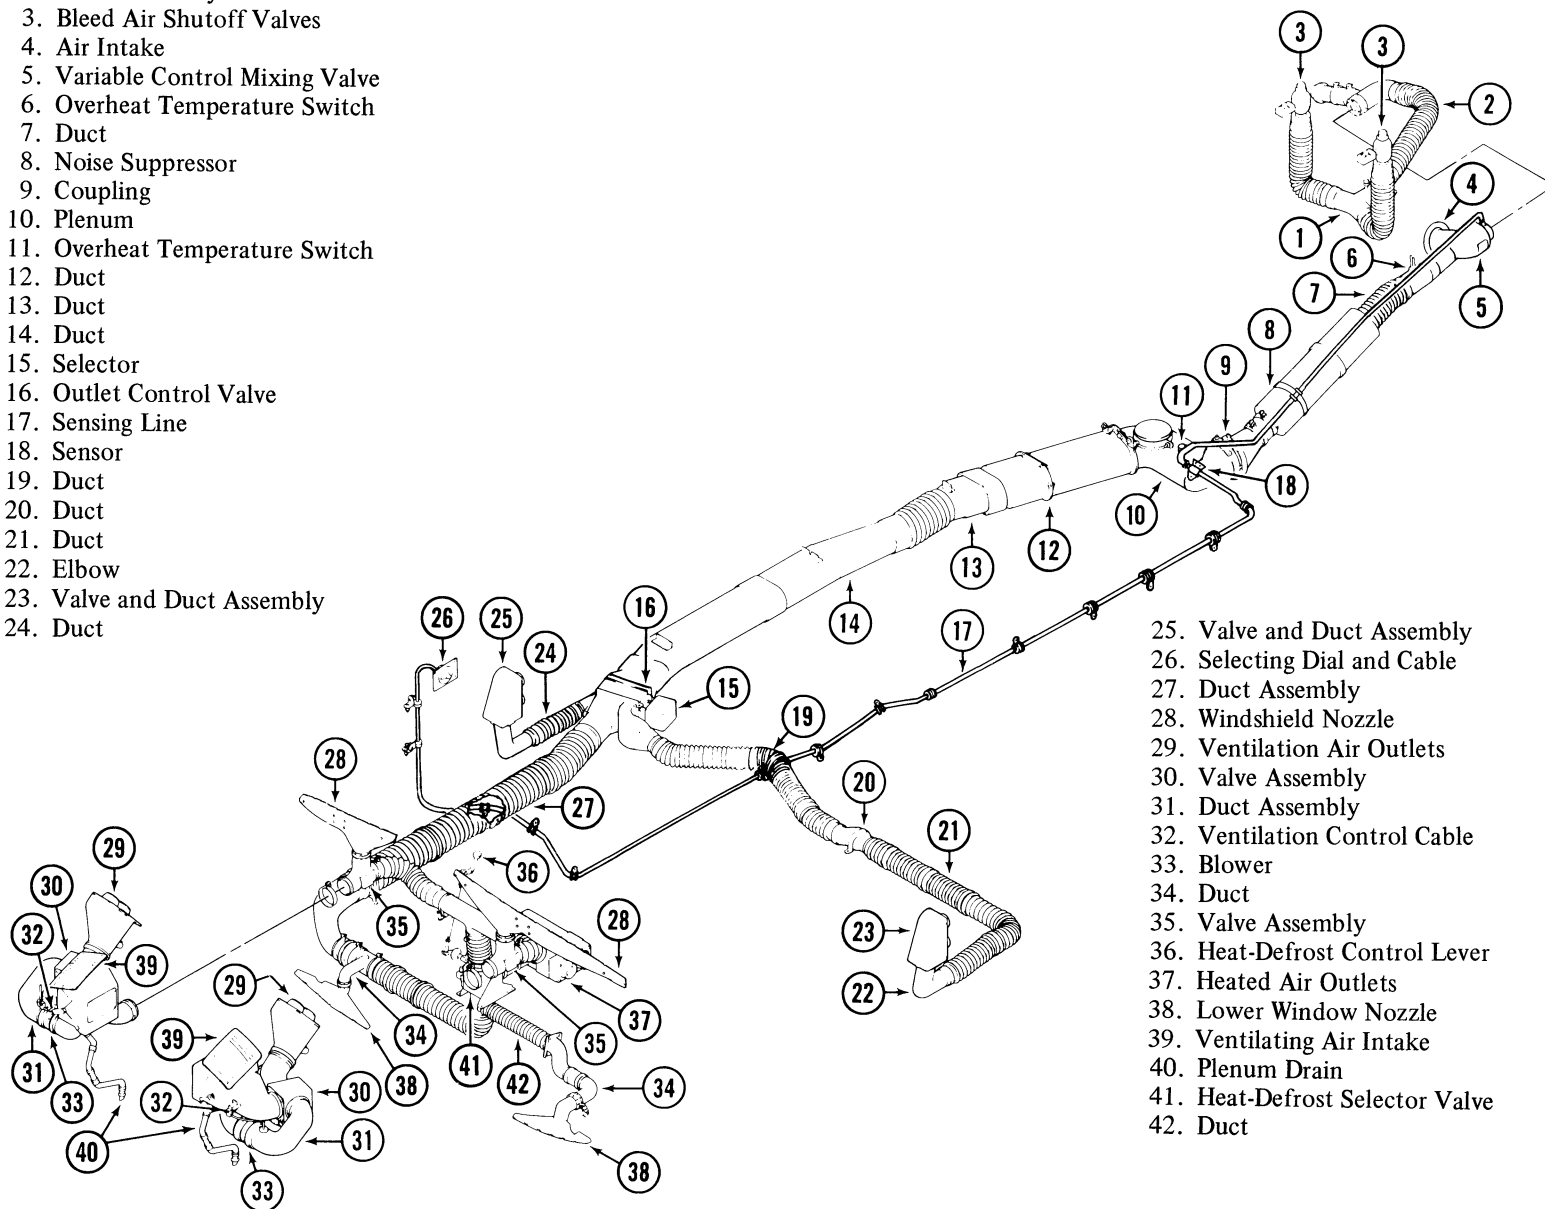 3. Bleed Air Shutoff Valves
4. Air Intake
5. Variable Control Mixing Valve
6. Overheat Temperature Switch
7. Duct
8. Noise Suppressor
9. Coupling
10. Plenum
11. Overheat Temperature Switch
12. Duct
13. Duct
14. Duct
15. Selector
16. Outlet Control Valve
17. Sensing Line
18. Sensor
19. Duct
20. Duct
21. Duct
22. Elbow
23. Valve and Duct Assembly
24. Duct
3
3
2
4
1
6
7
5
8
9
11
18
10
12
13
14
16
17
26
25
24
15
19
28
27
20
21
29
36
30
35
28
23
32
39
29
22
37
34
35
31
39
41
38
42
33
30
34
32
31
40
38
33
25. Valve and Duct Assembly
26. Selecting Dial and Cable
27. Duct Assembly
28. Windshield Nozzle
29. Ventilation Air Outlets
30. Valve Assembly
31. Duct Assembly
32. Ventilation Control Cable
33. Blower
34. Duct
35. Valve Assembly
36. Heat-Defrost Control Lever
37. Heated Air Outlets
38. Lower Window Nozzle
39. Ventilating Air Intake
40. Plenum Drain
41. Heat-Defrost Selector Valve
42. Duct